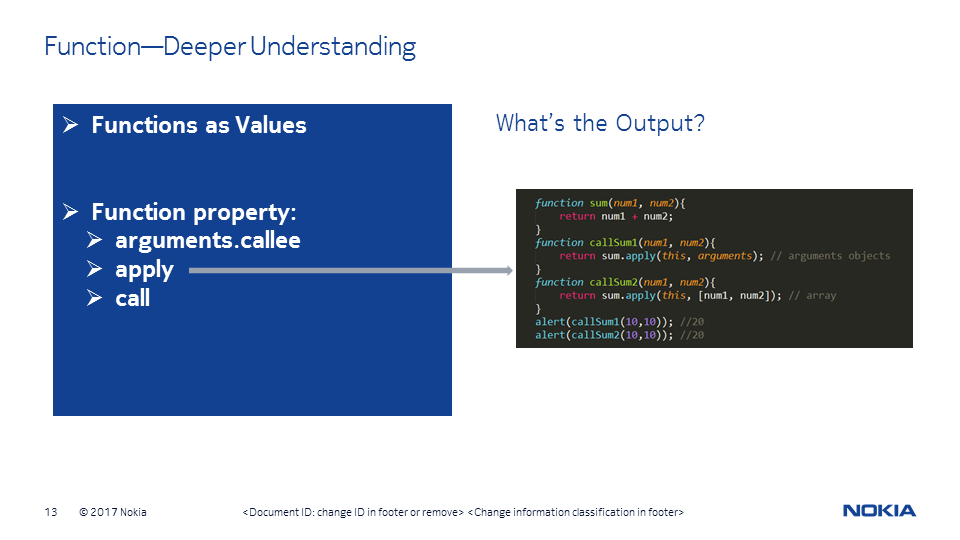 Function—Deeper Understanding
➢ Functions as Values
➢ Function property:
➢ arguments.callee
➢ apply
➢ call
What's the Output?
function sum(num1, num2){
return num1 + num2;
}
function callSum1(num1, num2){
return sum.apply(this, arguments); // arguments objects
}
function callSum2(num1, num2){
return sum.apply(this, [num1, num2]); // array
}
alert(callSum1(10,10)); //20
alert(callSum2(10,10)); //20
13 © 2017 Nokia <Document ID: change ID in footer or remove> <Change information classification in footer>
NOKIA